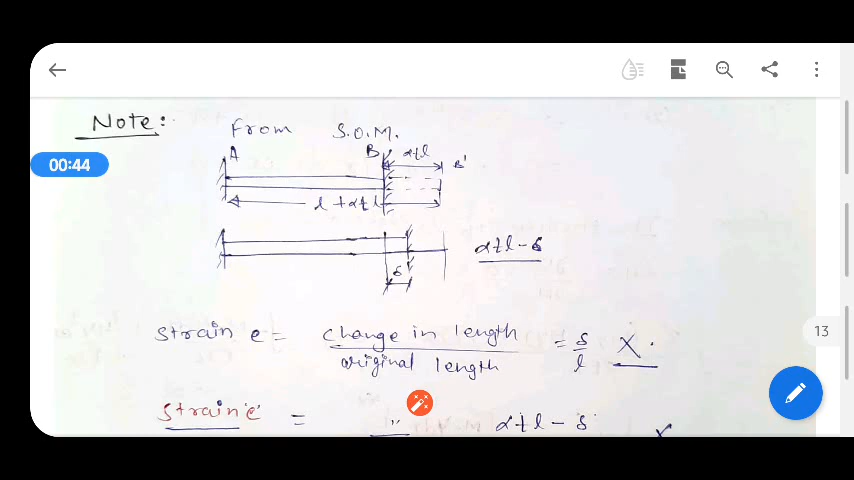 Note:
From S.O.M.
A B αtl B'
00:44
l + αtl
αtl - δ
δ
13
Strain e = change in length / original length = δ/l X.
Strain e' = " αtl - δ X